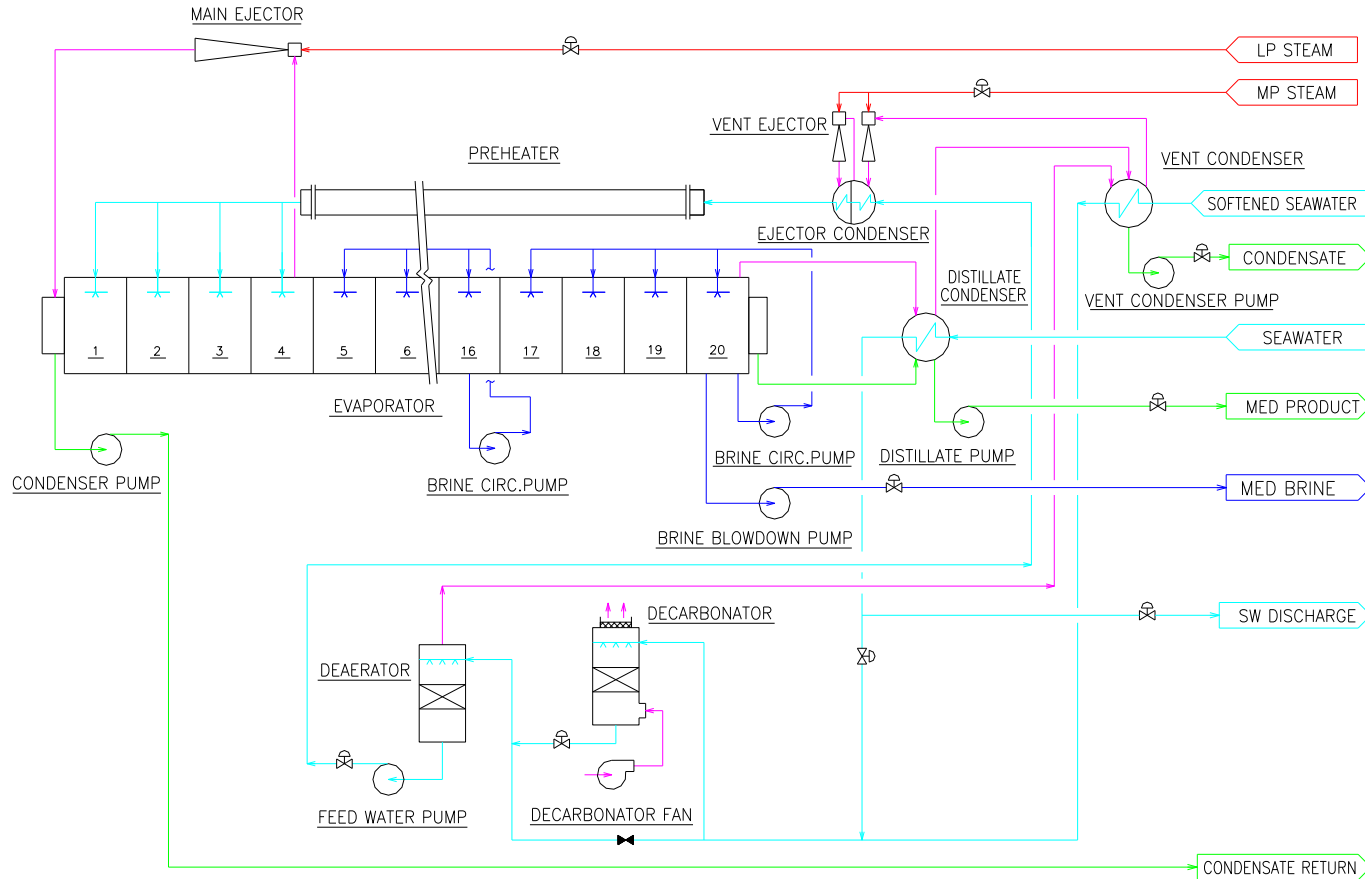 MAIN EJECTOR
LP STEAM
MP STEAM
VENT EJECTOR
PREHEATER
VENT CONDENSER
SOFTENED SEAWATER
EJECTOR CONDENSER
CONDENSATE
DISTILLATE
CONDENSER
VENT CONDENSER PUMP
SEAWATER
1 2 3 4 5 6 16 17 18 19 20
EVAPORATOR
MED PRODUCT
CONDENSER PUMP
BRINE CIRC.PUMP
BRINE CIRC.PUMP
DISTILLATE PUMP
MED BRINE
BRINE BLOWDOWN PUMP
DECARBONATOR
SW DISCHARGE
DEAERATOR
FEED WATER PUMP
DECARBONATOR FAN
CONDENSATE RETURN